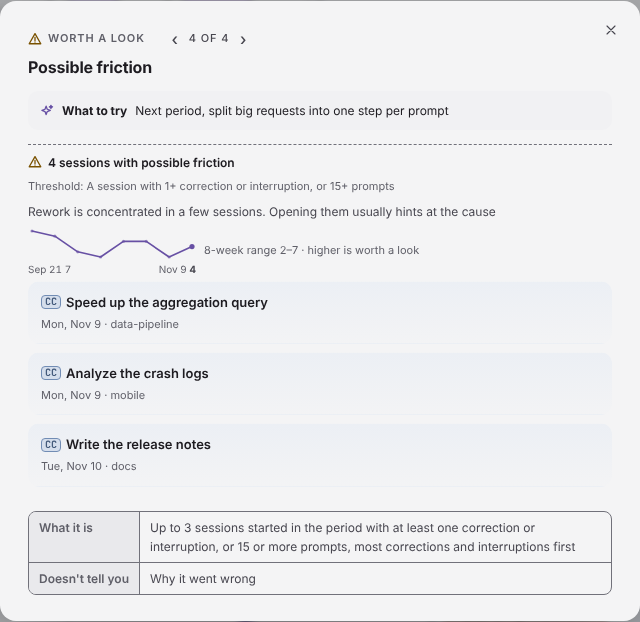 WORTH A LOOK ‹ 4 OF 4 ›
Possible friction
What to try Next period, split big requests into one step per prompt
4 sessions with possible friction
Threshold: A session with 1+ correction or interruption, or 15+ prompts
Rework is concentrated in a few sessions. Opening them usually hints at the cause
8-week range 2–7 · higher is worth a look
Sep 21 7 Nov 9 4
CC Speed up the aggregation query
Mon, Nov 9 · data-pipeline
CC Analyze the crash logs
Mon, Nov 9 · mobile
CC Write the release notes
Tue, Nov 10 · docs
What it is Up to 3 sessions started in the period with at least one correction or
interruption, or 15 or more prompts, most corrections and interruptions first
Doesn't tell you Why it went wrong